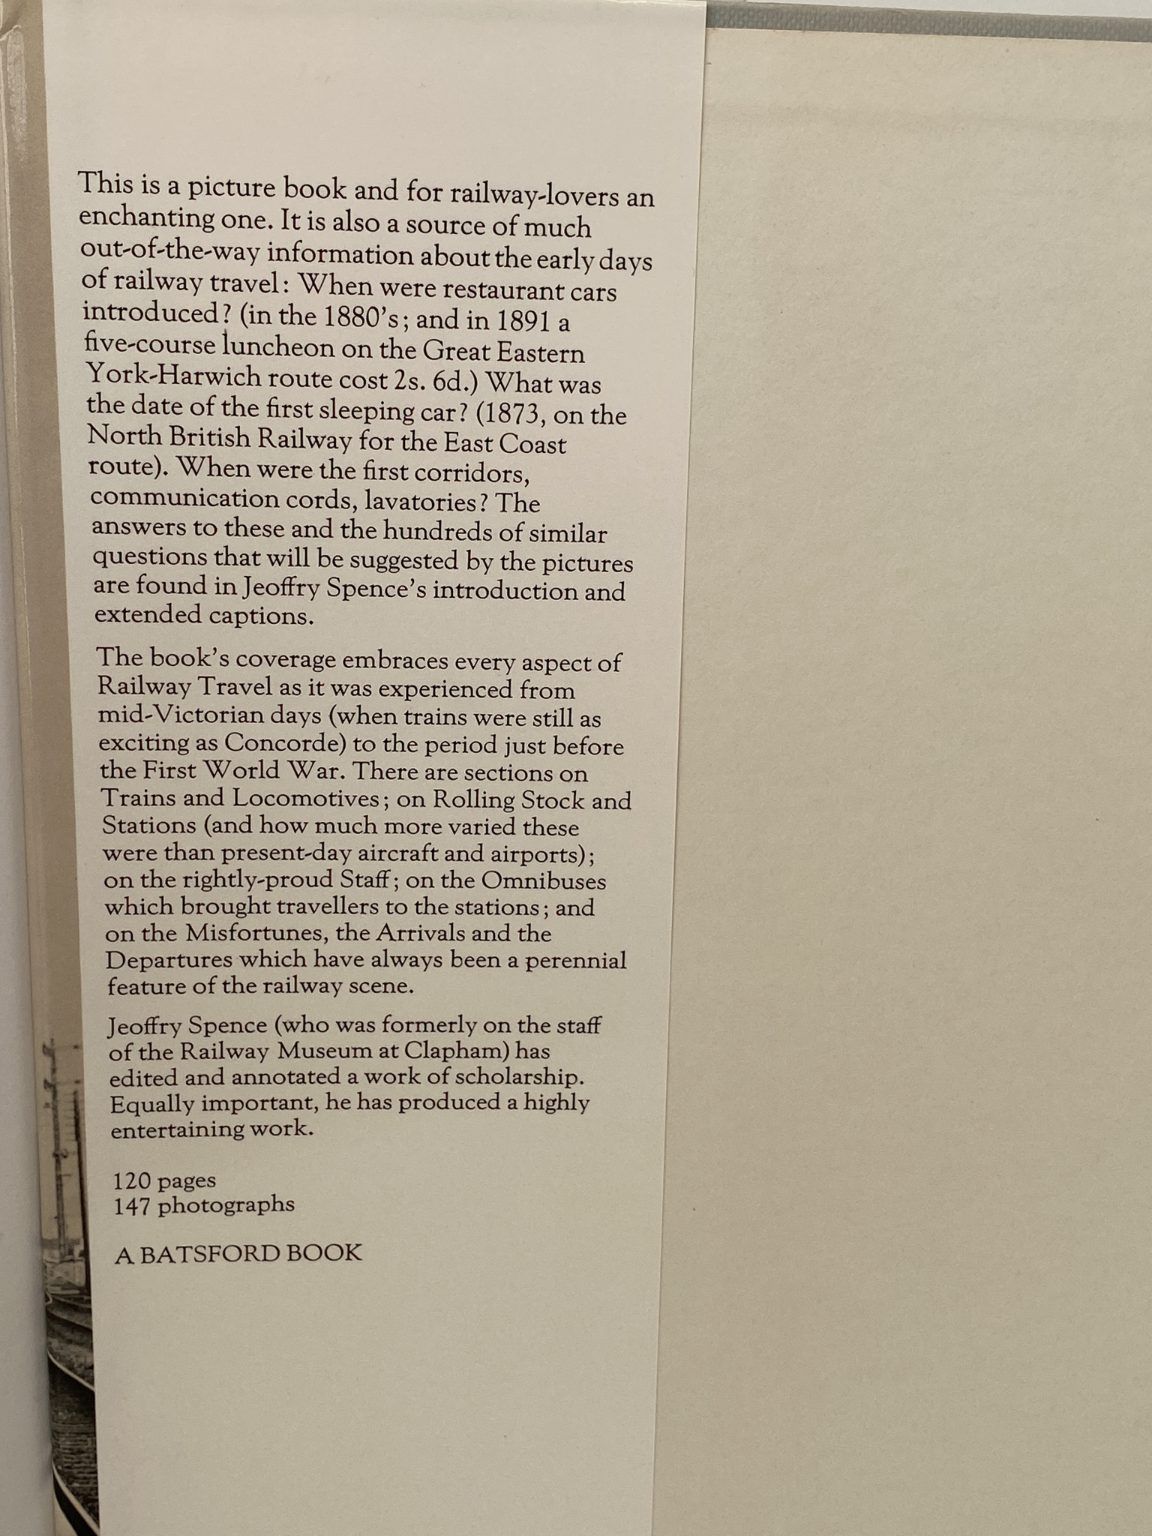 This is a picture book and for railway-lovers an
enchanting one. It is also a source of much
out-of-the-way information about the early days
of railway travel: When were restaurant cars
introduced? (in the 1880's; and in 1891 a
five-course luncheon on the Great Eastern
York-Harwich route cost 2s. 6d.) What was
the date of the first sleeping car? (1873, on the
North British Railway for the East Coast
route). When were the first corridors,
communication cords, lavatories? The
answers to these and the hundreds of similar
questions that will be suggested by the pictures
are found in Jeoffry Spence's introduction and
extended captions.
The book's coverage embraces every aspect of
Railway Travel as it was experienced from
mid-Victorian days (when trains were still as
exciting as Concorde) to the period just before
the First World War. There are sections on
Trains and Locomotives; on Rolling Stock and
Stations (and how much more varied these
were than present-day aircraft and airports);
on the rightly-proud Staff; on the Omnibuses
which brought travellers to the stations; and
on the Misfortunes, the Arrivals and the
Departures which have always been a perennial
feature of the railway scene.
Jeoffry Spence (who was formerly on the staff
of the Railway Museum at Clapham) has
edited and annotated a work of scholarship.
Equally important, he has produced a highly
entertaining work.
120 pages
147 photographs
A BATSFORD BOOK